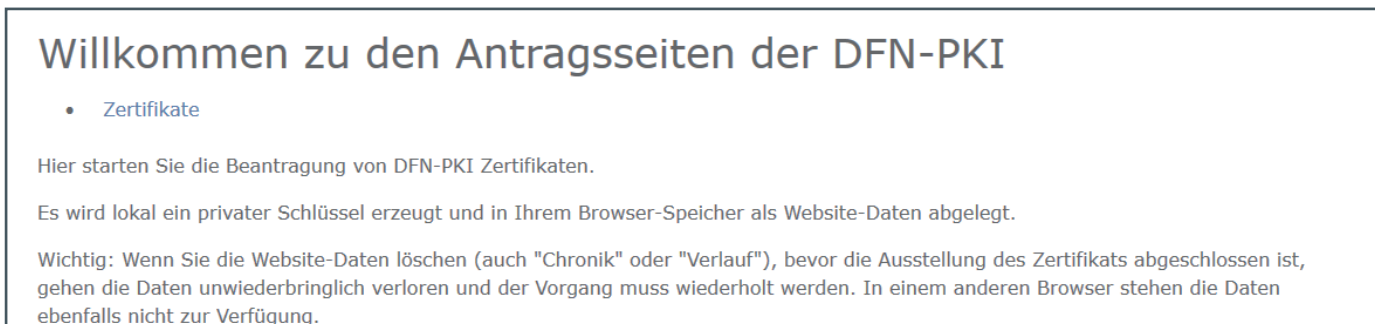 Willkommen zu den Antragsseiten der DFN-PKI
• Zertifikate
Hier starten Sie die Beantragung von DFN-PKI Zertifikaten.
Es wird lokal ein privater Schlüssel erzeugt und in Ihrem Browser-Speicher als Website-Daten abgelegt.
Wichtig: Wenn Sie die Website-Daten löschen (auch "Chronik" oder "Verlauf"), bevor die Ausstellung des Zertifikats abgeschlossen ist,
gehen die Daten unwiederbringlich verloren und der Vorgang muss wiederholt werden. In einem anderen Browser stehen die Daten
ebenfalls nicht zur Verfügung.